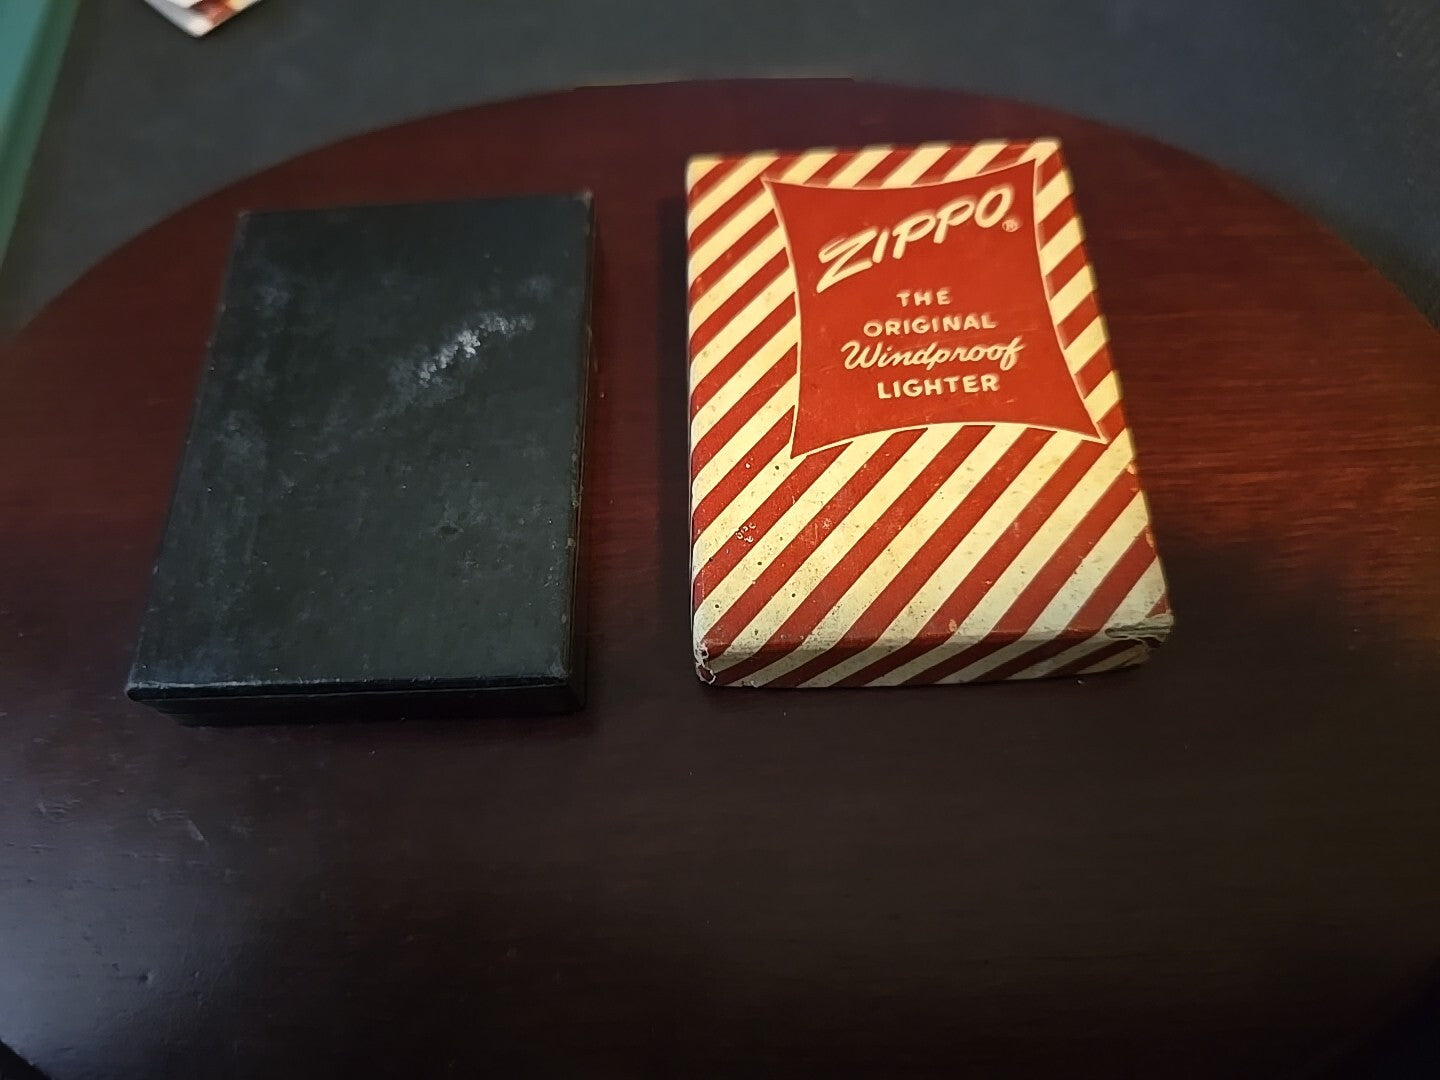 ZIPPO®
THE
ORIGINAL
Windproof
LIGHTER